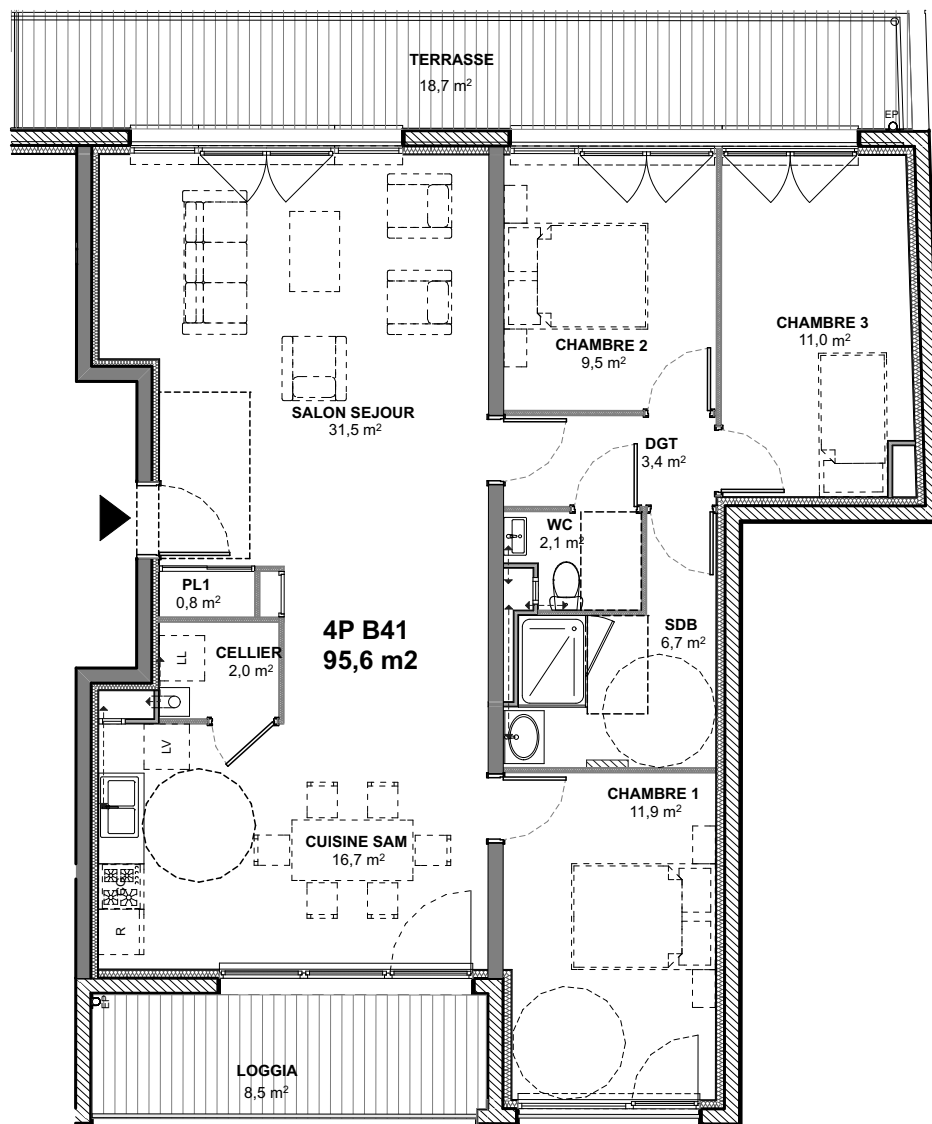 TERRASSE
18,7 m²
EP
CHAMBRE 3
11,0 m²
CHAMBRE 2
9,5 m²
SALON SEJOUR
31,5 m²
DGT
3,4 m²
WC
2,1 m²
PL1
0,8 m²
4P B41
95,6 m2
CELLIER
2,0 m²
LL
SDB
6,7 m²
LV
CHAMBRE 1
11,9 m²
CUISINE SAM
16,7 m²
R
EP
LOGGIA
8,5 m²